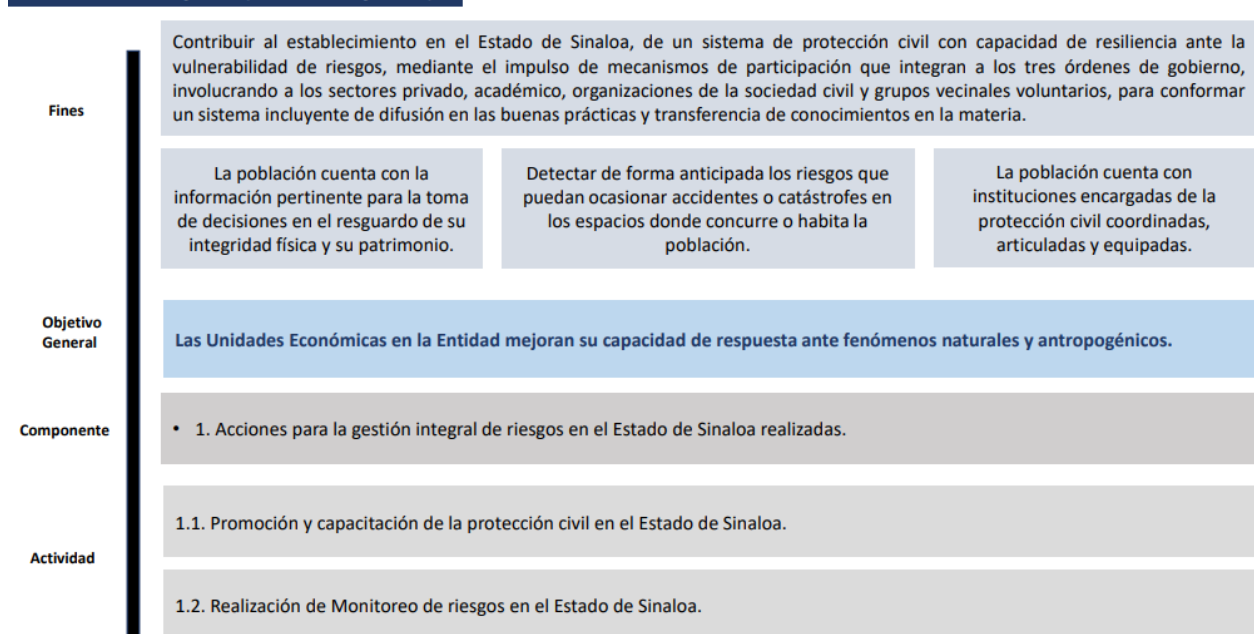 Fines
Contribuir al establecimiento en el Estado de Sinaloa, de un sistema de protección civil con capacidad de resiliencia ante la
vulnerabilidad de riesgos, mediante el impulso de mecanismos de participación que integran a los tres órdenes de gobierno,
involucrando a los sectores privado, académico, organizaciones de la sociedad civil y grupos vecinales voluntarios, para conformar
un sistema incluyente de difusión en las buenas prácticas y transferencia de conocimientos en la materia.
La población cuenta con la
información pertinente para la toma
de decisiones en el resguardo de su
integridad física y su patrimonio.
Detectar de forma anticipada los riesgos que
puedan ocasionar accidentes o catástrofes en
los espacios donde concurre o habita la
población.
La población cuenta con
instituciones encargadas de la
protección civil coordinadas,
articuladas y equipadas.
Objetivo
General
Las Unidades Económicas en la Entidad mejoran su capacidad de respuesta ante fenómenos naturales y antropogénicos.
Componente
• 1. Acciones para la gestión integral de riesgos en el Estado de Sinaloa realizadas.
Actividad
1.1. Promoción y capacitación de la protección civil en el Estado de Sinaloa.
1.2. Realización de Monitoreo de riesgos en el Estado de Sinaloa.